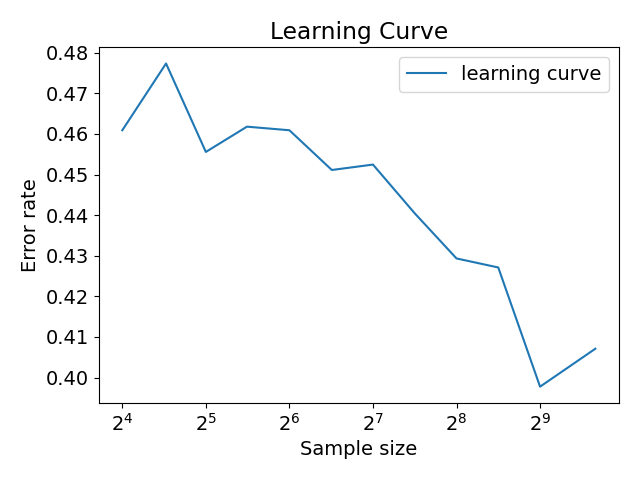 Learning Curve
learning curve
0.48
0.47
0.46
0.45
0.44
0.43
0.42
0.41
0.40
Error rate
2⁴ 2⁵ 2⁶ 2⁷ 2⁸ 2⁹
Sample size